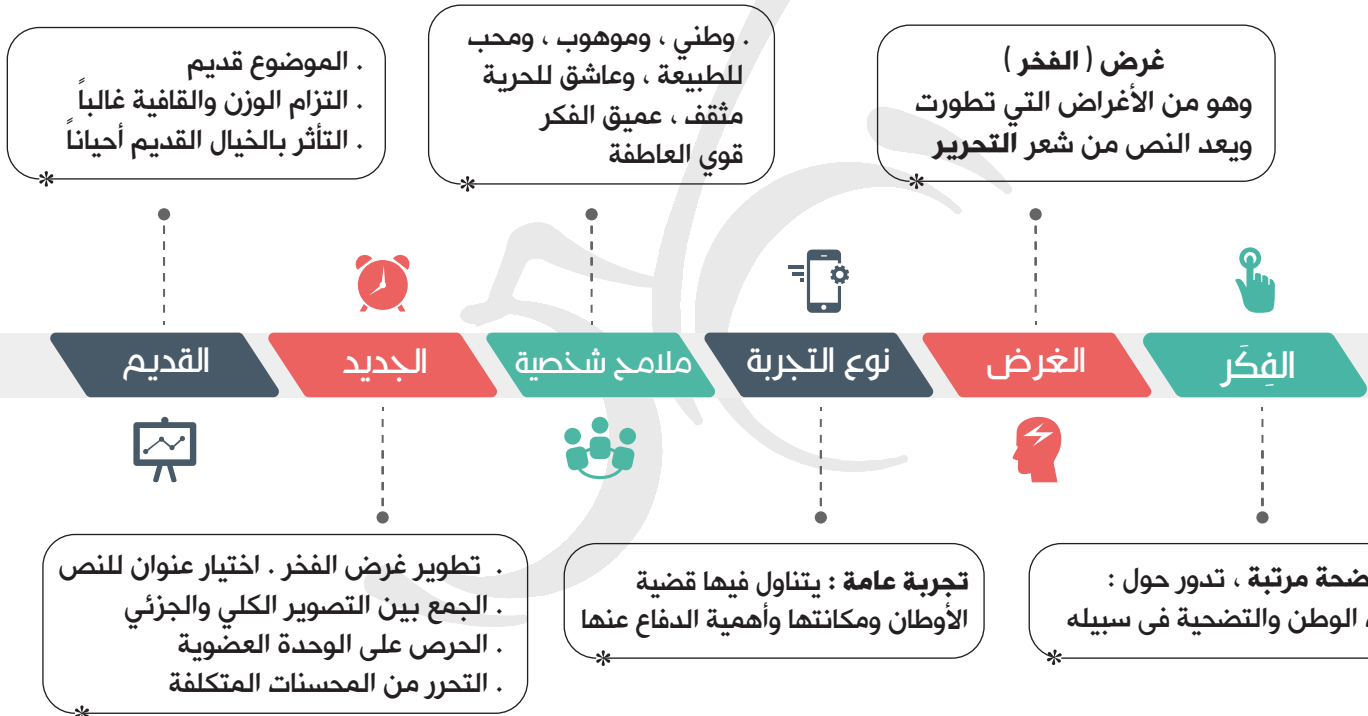 غرض ( الفخر )
وهو من الأغراض التي تطورت
ويعد النص من شعر التحرير
. وطني ، وموهوب ، ومحب
للطبيعة ، وعاشق للحرية
مثقف ، عميق الفكر
قوي العاطفة
. الموضوع قديم
. التزام الوزن والقافية غالباً
. التأثر بالخيال القديم أحياناً
الفِكَر
الغرض
نوع التجربة
ملامح شخصية
الجديد
القديم
مرتبة ، تدور حول :
الوطن والتضحية فى سبيله
تجربة عامة : يتناول فيها قضية
الأوطان ومكانتها وأهمية الدفاع عنها
. تطوير غرض الفخر . اختيار عنوان للنص
. الجمع بين التصوير الكلي والجزئي
. الحرص على الوحدة العضوية
. التحرر من المحسنات المتكلفة